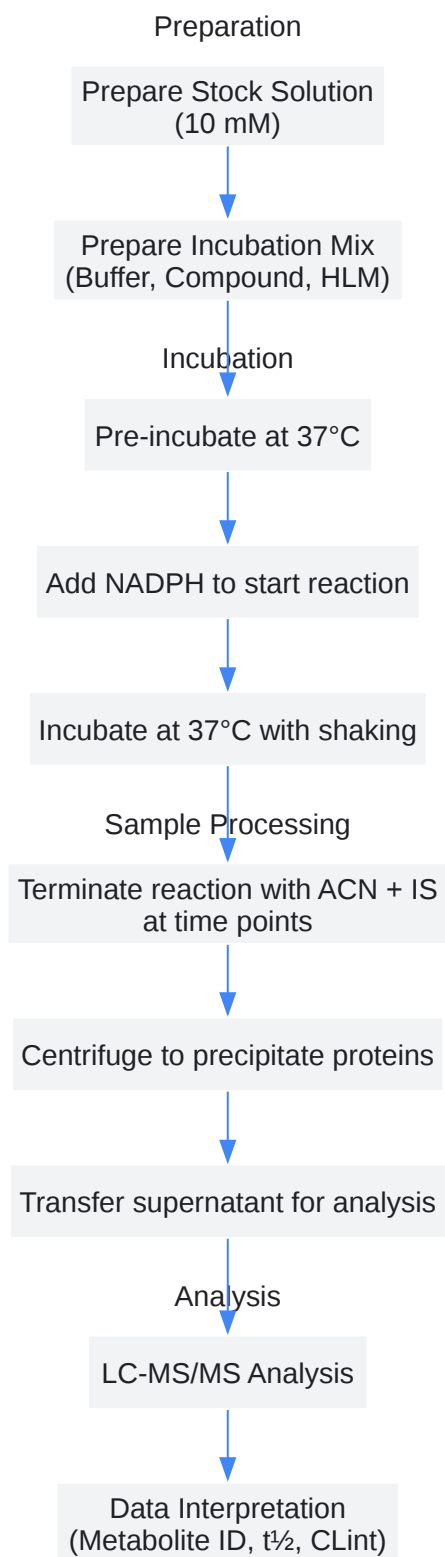 Preparation
Prepare Stock Solution
(10 mM)
Prepare Incubation Mix
(Buffer, Compound, HLM)
Incubation
Pre-incubate at 37°C
Add NADPH to start reaction
Incubate at 37°C with shaking
Sample Processing
Terminate reaction with ACN + IS
at time points
Centrifuge to precipitate proteins
Transfer supernatant for analysis
Analysis
LC-MS/MS Analysis
Data Interpretation
(Metabolite ID, t½, CLint)